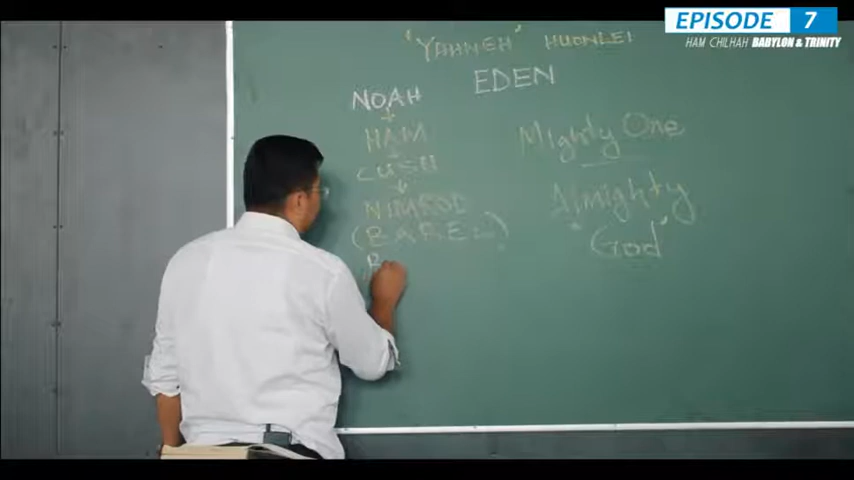 EPISODE 7
HAM CHILHAH BABYLON & TRINITY
"YAHWEH" HUONLEI
EDEN
NOAH
HAM
CUSH
NIMROD
Mighty One
Almighty
God